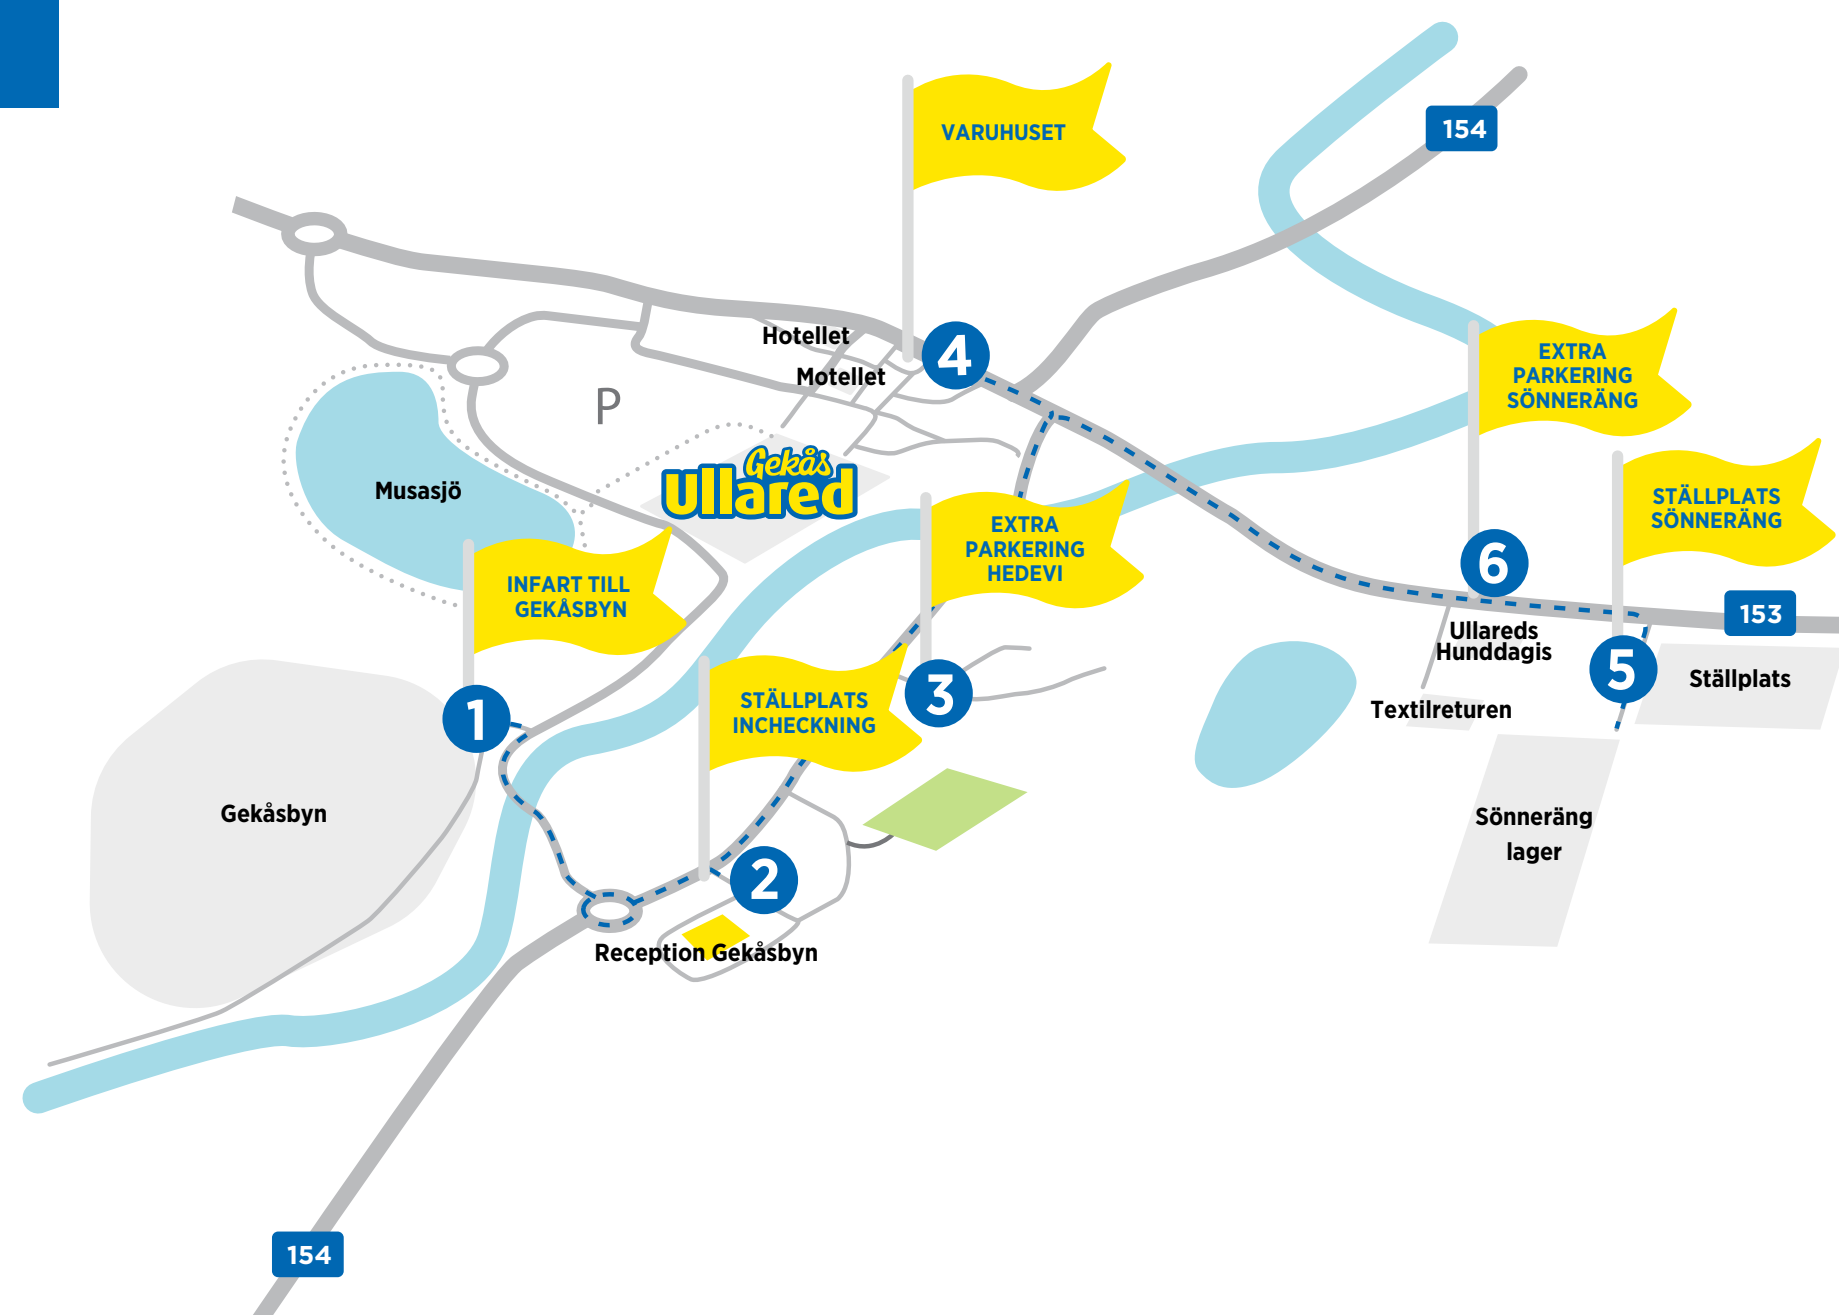 VARUHUSET
154
Hotellet
4
Motellet
EXTRA
PARKERING
SÖNNERÄNG
P
Gekås
Ullared
Musasjö
STÄLLPLATS
SÖNNERÄNG
EXTRA
PARKERING
HEDEVI
INFART TILL
GEKÅSBYN
6
153
Ullareds
Hunddagis
5
Ställplats
3
STÄLLPLATS
INCHECKNING
1
Textilreturen
Gekåsbyn
Sönneräng
lager
2
Reception Gekåsbyn
154